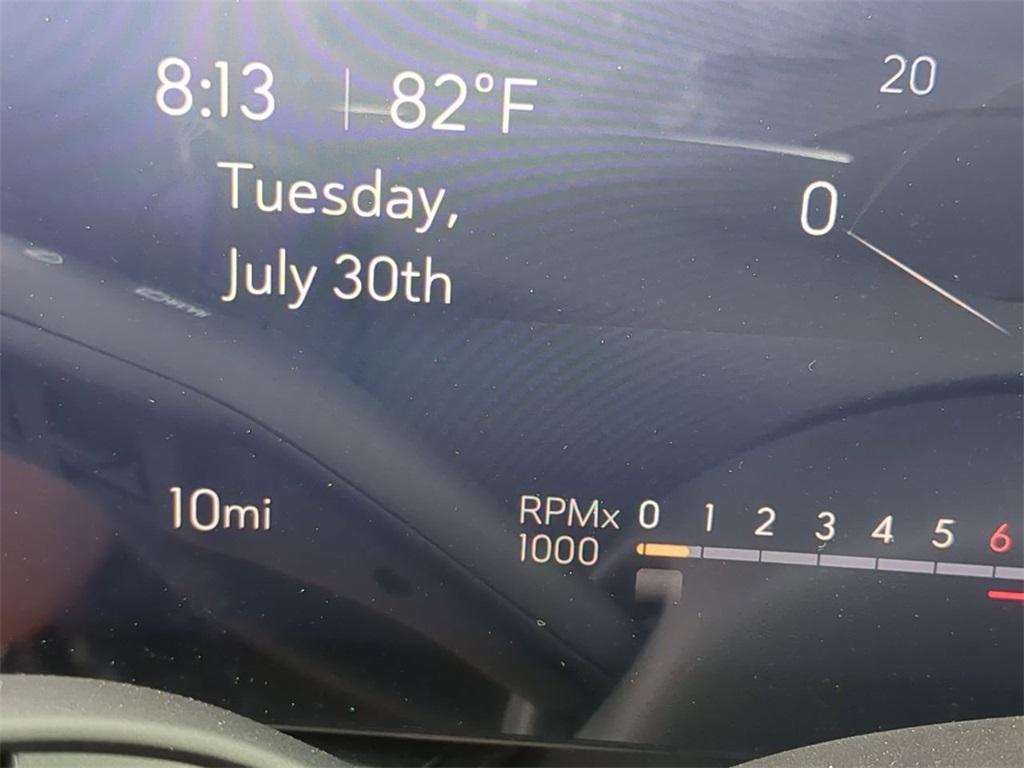 8:13 | 82°F
20
0
Tuesday,
July 30th
10mi
RPMx 0 1 2 3 4 5 6
1000